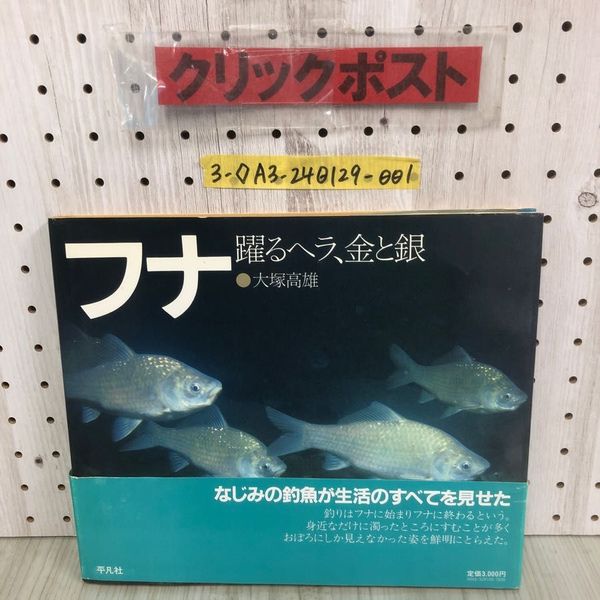 クリックポスト
3-◇A3-240129-001
フナ
躍るヘラ、金と銀
●大塚高雄
なじみの釣魚が生活のすべてを見せた
釣りはフナに始まりフナに終わるという。
身近なだけに濁ったところにすむことが多く
おぼろにしか見えなかった姿を鮮明にとらえた。
平凡社
定価3,000円